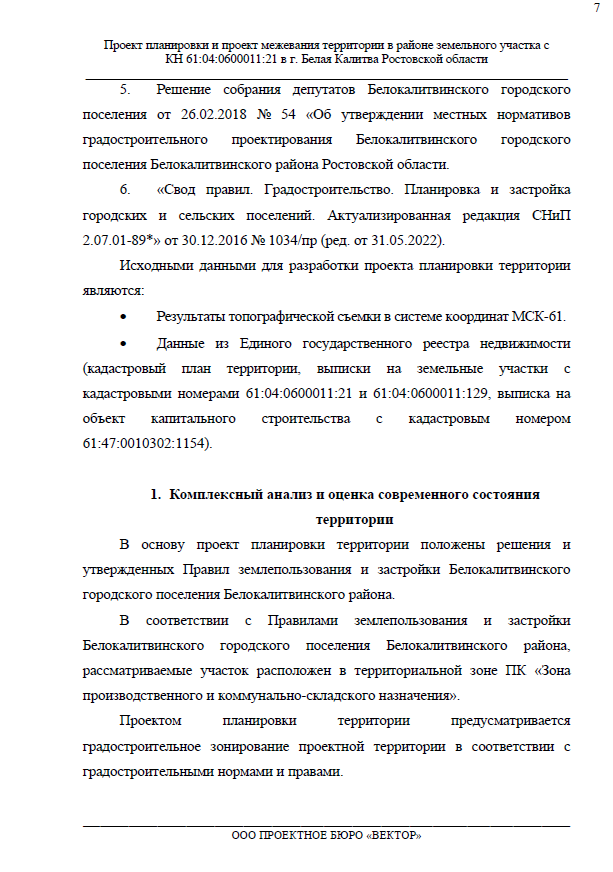 7
Проект планировки и проект межевания территории в районе земельного участка с
КН 61:04:0600011:21 в г. Белая Калитва Ростовской области
5. Решение собрания депутатов Белокалитвинского городского
поселения от 26.02.2018 № 54 «Об утверждении местных нормативов
градостроительного проектирования Белокалитвинского городского
поселения Белокалитвинского района Ростовской области.
6. «Свод правил. Градостроительство. Планировка и застройка
городских и сельских поселений. Актуализированная редакция СНиП
2.07.01-89*» от 30.12.2016 № 1034/пр (ред. от 31.05.2022).
Исходными данными для разработки проекта планировки территории
являются:
• Результаты топографической съемки в системе координат МСК-61.
• Данные из Единого государственного реестра недвижимости
(кадастровый план территории, выписки на земельные участки с
кадастровыми номерами 61:04:0600011:21 и 61:04:0600011:129, выписка на
объект капитального строительства с кадастровым номером
61:47:0010302:1154).
1. Комплексный анализ и оценка современного состояния
территории
В основу проект планировки территории положены решения и
утвержденных Правил землепользования и застройки Белокалитвинского
городского поселения Белокалитвинского района.
В соответствии с Правилами землепользования и застройки
Белокалитвинского городского поселения Белокалитвинского района,
рассматриваемые участок расположен в территориальной зоне ПК «Зона
производственного и коммунально-складского назначения».
Проектом планировки территории предусматривается
градостроительное зонирование проектной территории в соответствии с
градостроительными нормами и правами.
ООО ПРОЕКТНОЕ БЮРО «ВЕКТОР»